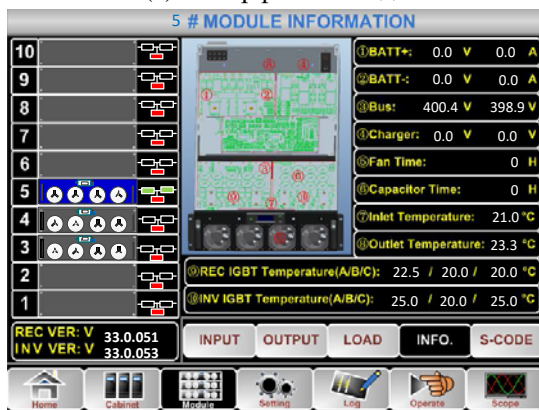 5 # MODULE INFORMATION
10
9
8
7
6
5
4
3
2
1
①BATT+: 0.0 V 0.0 A
②BATT-: 0.0 V 0.0 A
③Bus: 400.4 V 398.9 V
④Charger: 0.0 V 0.0 V
⑤Fan Time: 0 H
⑥Capacitor Time: 0 H
⑦Inlet Temperature: 21.0 °C
⑧Outlet Temperature: 23.3 °C
⑨REC IGBT Temperature(A/B/C): 22.5 / 20.0 / 20.0 °C
⑩INV IGBT Temperature(A/B/C): 25.0 / 20.0 / 25.0 °C
REC VER: V 33.0.051
INV VER: V 33.0.053
INPUT OUTPUT LOAD INFO. S-CODE
Home Cabinet Module Setting Log Operate Scope